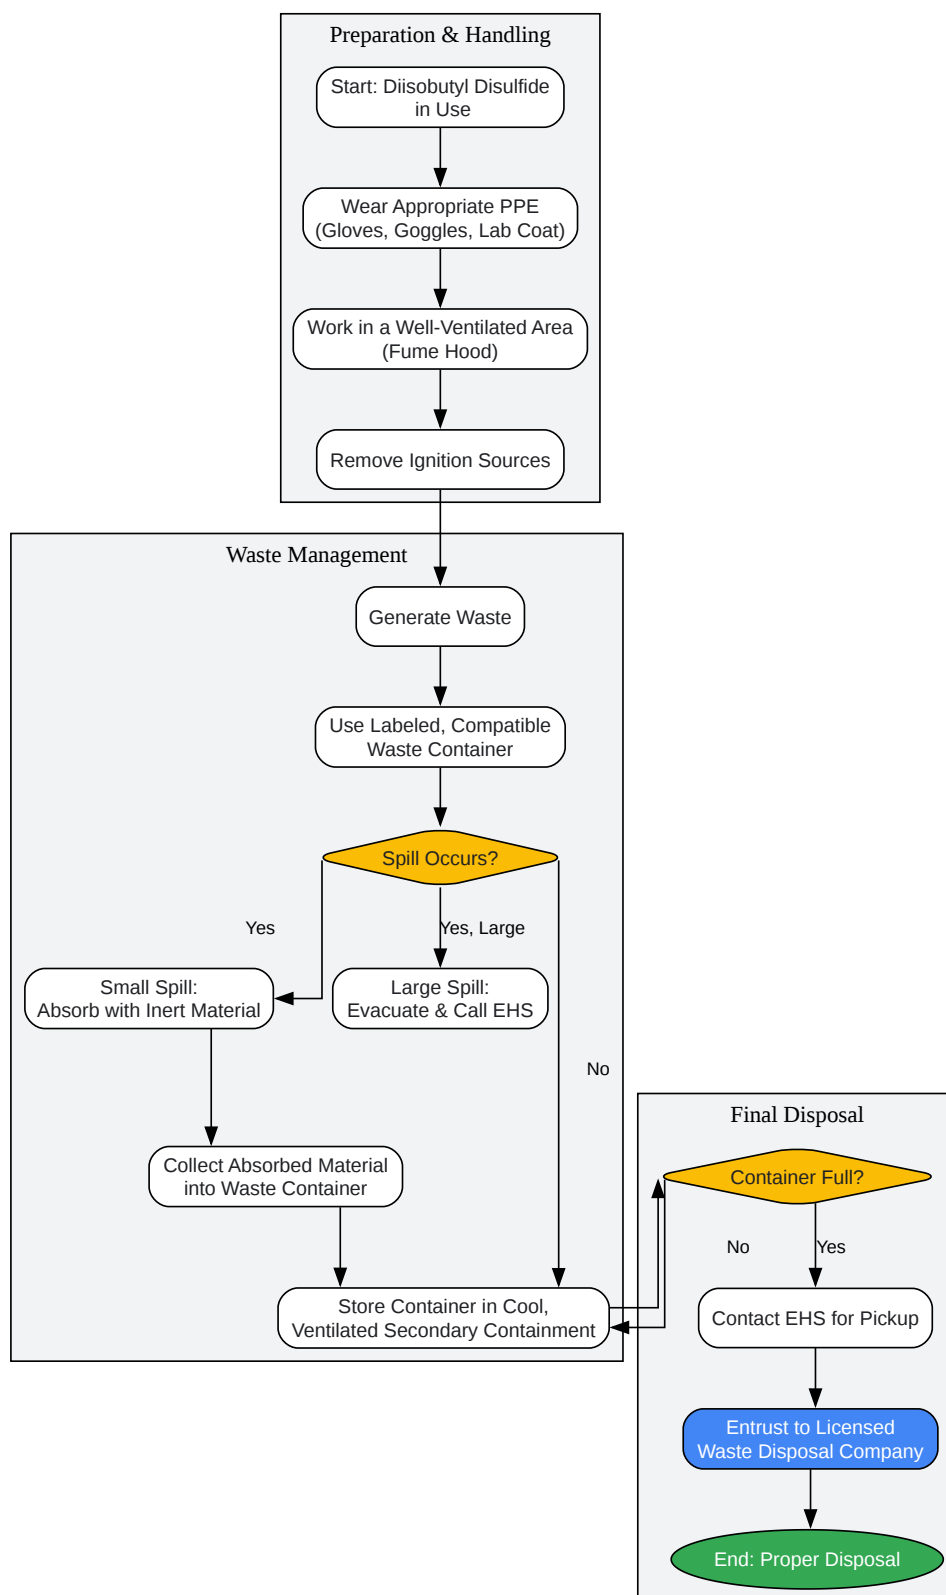 Preparation & Handling
Start: Diisobutyl Disulfide
in Use
Wear Appropriate PPE
(Gloves, Goggles, Lab Coat)
Work in a Well-Ventilated Area
(Fume Hood)
Remove Ignition Sources
Waste Management
Generate Waste
Use Labeled, Compatible
Waste Container
Spill Occurs?
Yes
Yes, Large
Small Spill:
Absorb with Inert Material
Large Spill:
Evacuate & Call EHS
No
Collect Absorbed Material
into Waste Container
Store Container in Cool,
Ventilated Secondary Containment
Final Disposal
Container Full?
No
Yes
Contact EHS for Pickup
Entrust to Licensed
Waste Disposal Company
End: Proper Disposal